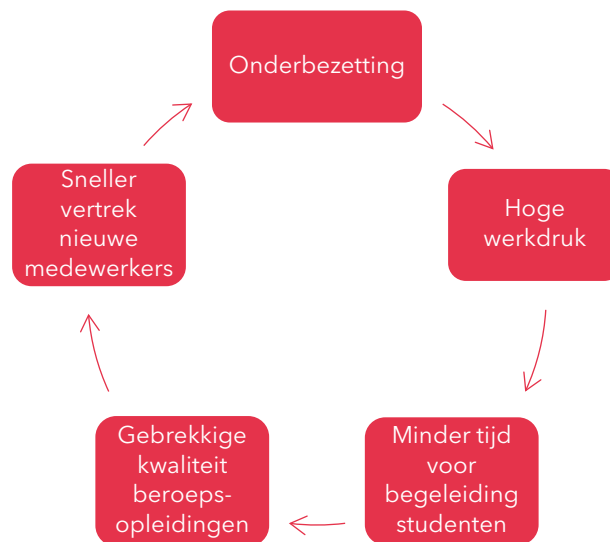 Onderbezetting
Hoge
werkdruk
Minder tijd
voor
begeleiding
studenten
Gebrekkige
kwaliteit
beroeps-
opleidingen
Sneller
vertrek
nieuwe
medewerkers